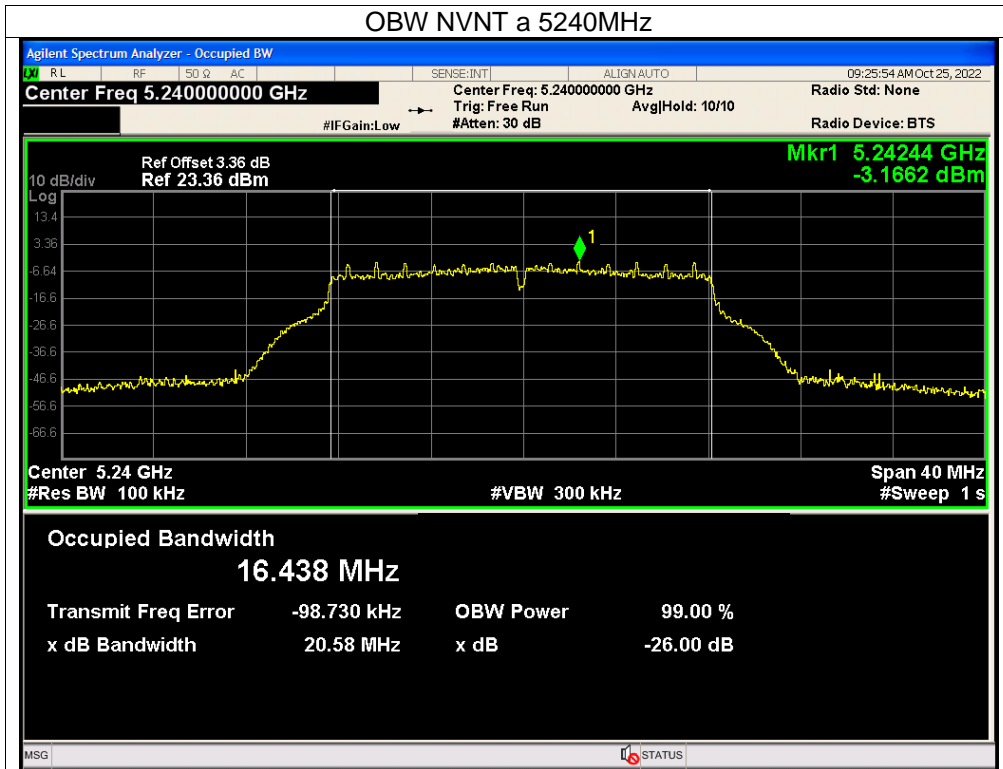 OBW NVNT a 5240MHz
Agilent Spectrum Analyzer - Occupied BW
LXI RL RF 50 Ω AC SENSE:INT ALIGN AUTO 09:25:54 AM Oct 25, 2022
Center Freq 5.240000000 GHz Center Freq: 5.240000000 GHz Radio Std: None
Trig: Free Run Avg|Hold: 10/10
#IFGain:Low #Atten: 30 dB Radio Device: BTS
Mkr1 5.24244 GHz
-3.1662 dBm
Ref Offset 3.36 dB
10 dB/div Ref 23.36 dBm
Log
13.4
3.36
1
-6.64
-16.6
-26.6
-36.6
-46.6
-56.6
-66.6
Center 5.24 GHz Span 40 MHz
#Res BW 100 kHz #VBW 300 kHz #Sweep 1 s
Occupied Bandwidth
16.438 MHz
Transmit Freq Error -98.730 kHz OBW Power 99.00 %
x dB Bandwidth 20.58 MHz x dB -26.00 dB
MSG STATUS